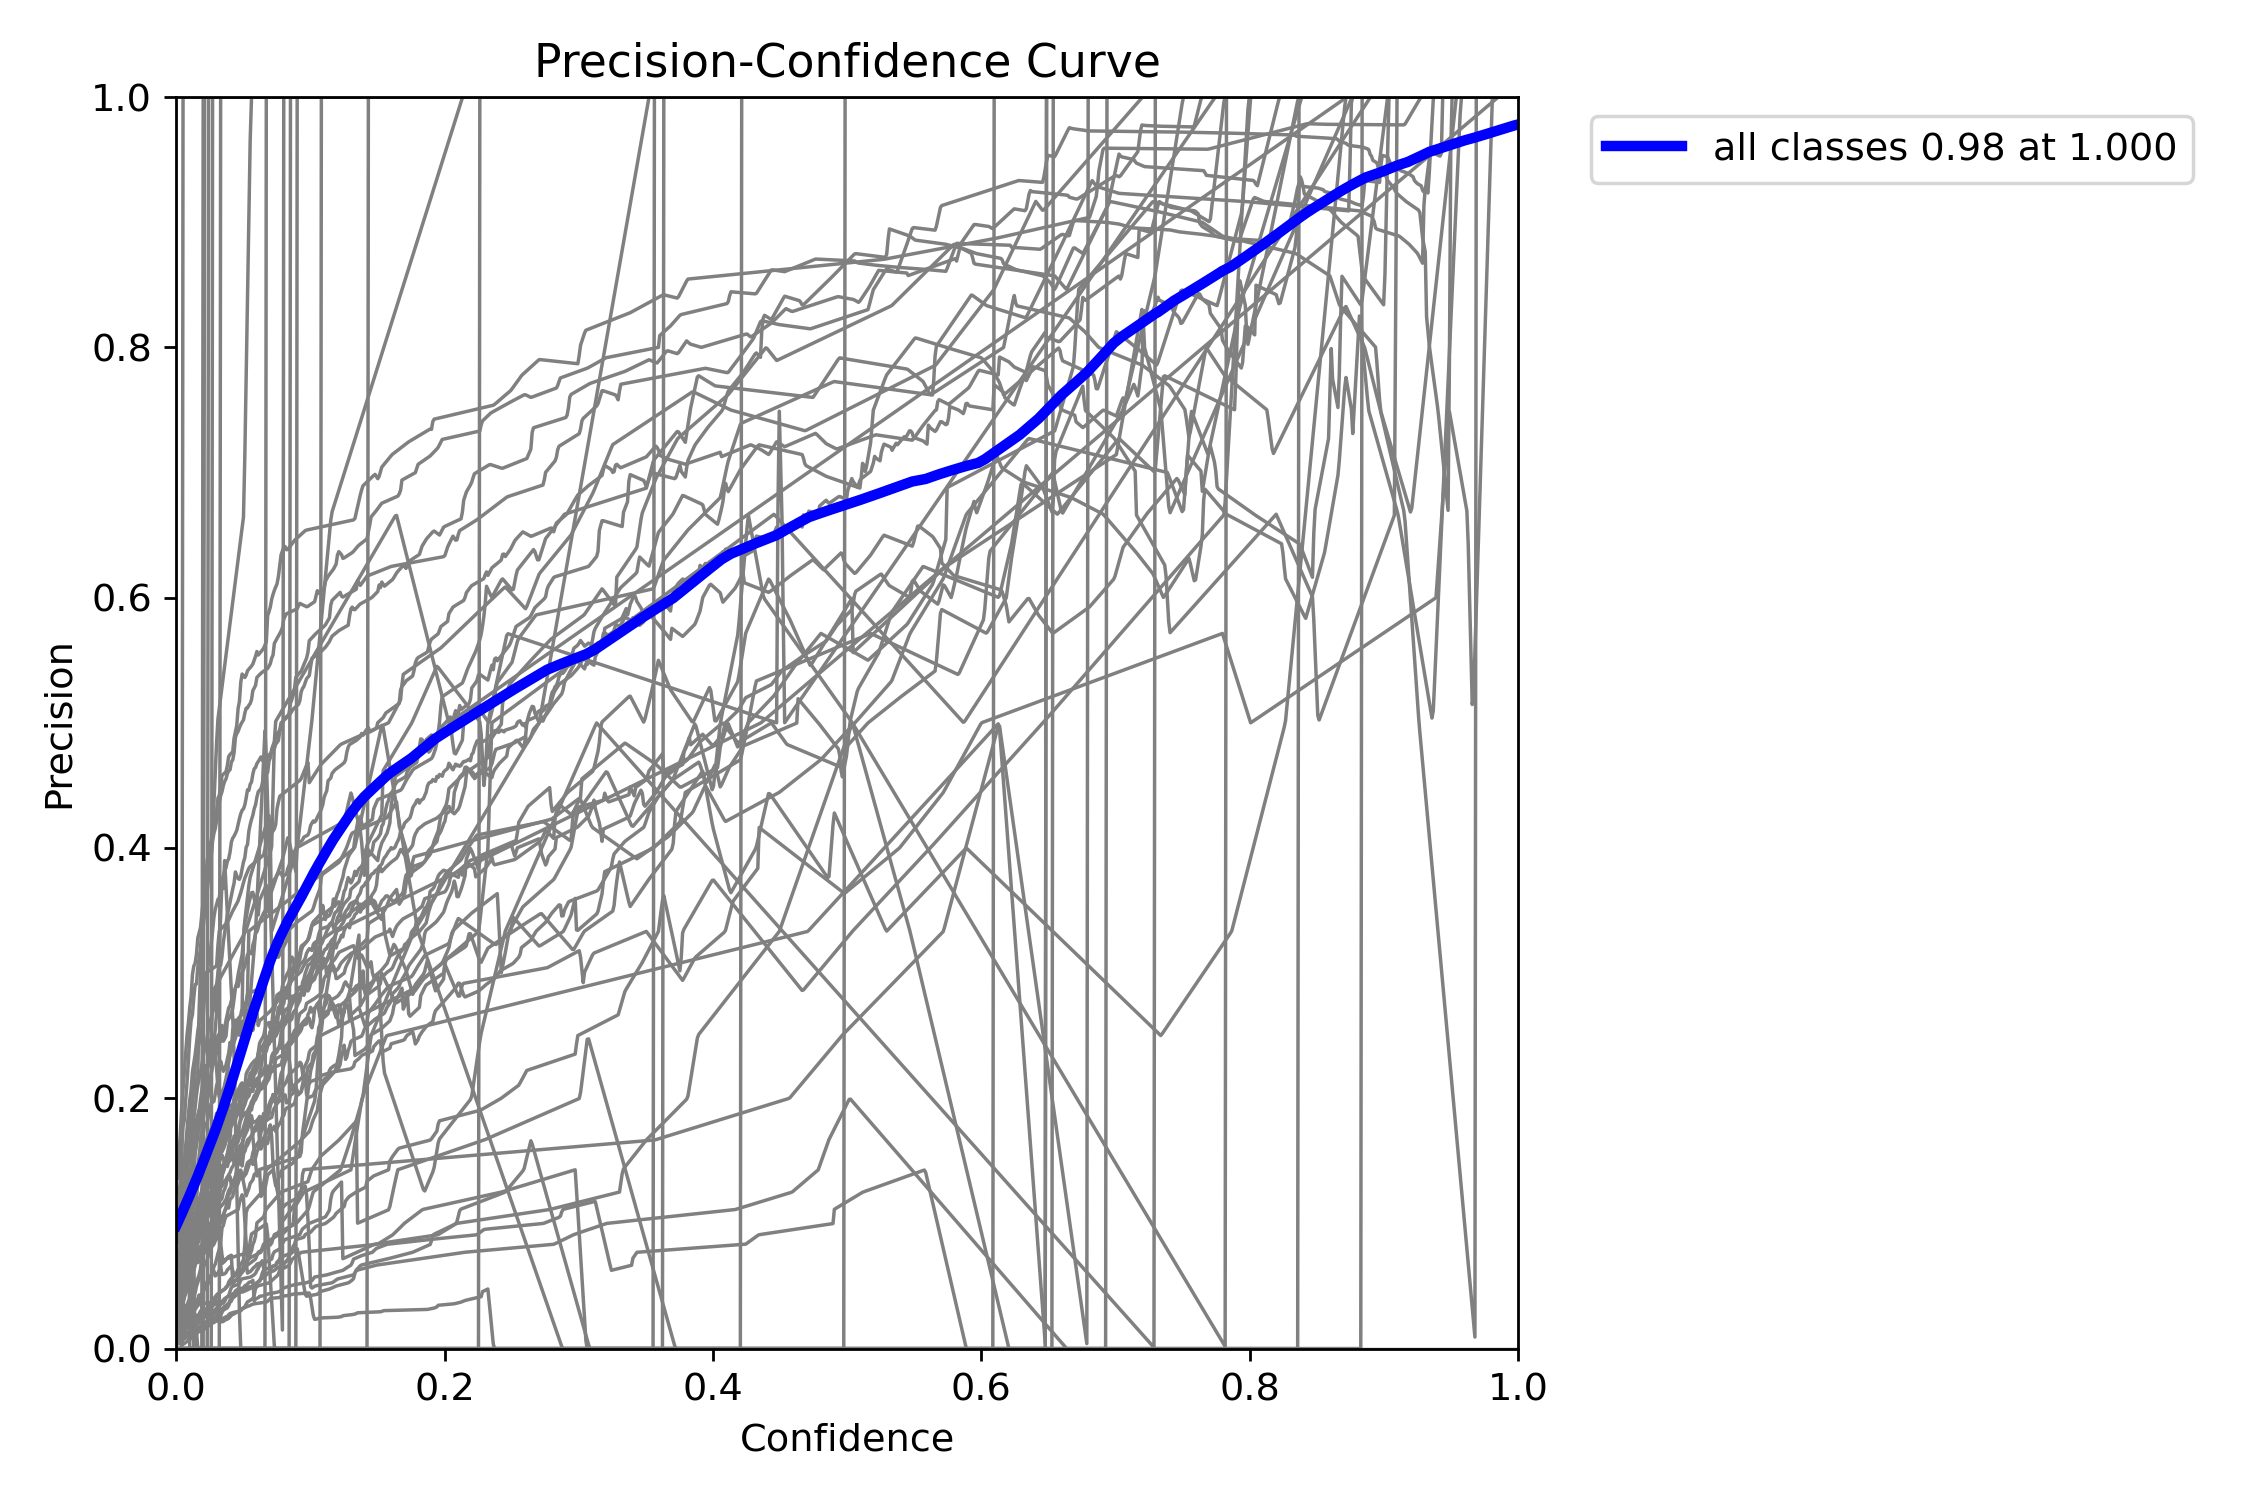 Precision-Confidence Curve
all classes 0.98 at 1.000
1.0
0.8
0.6
0.4
0.2
0.0
Precision
0.0 0.2 0.4 0.6 0.8 1.0
Confidence